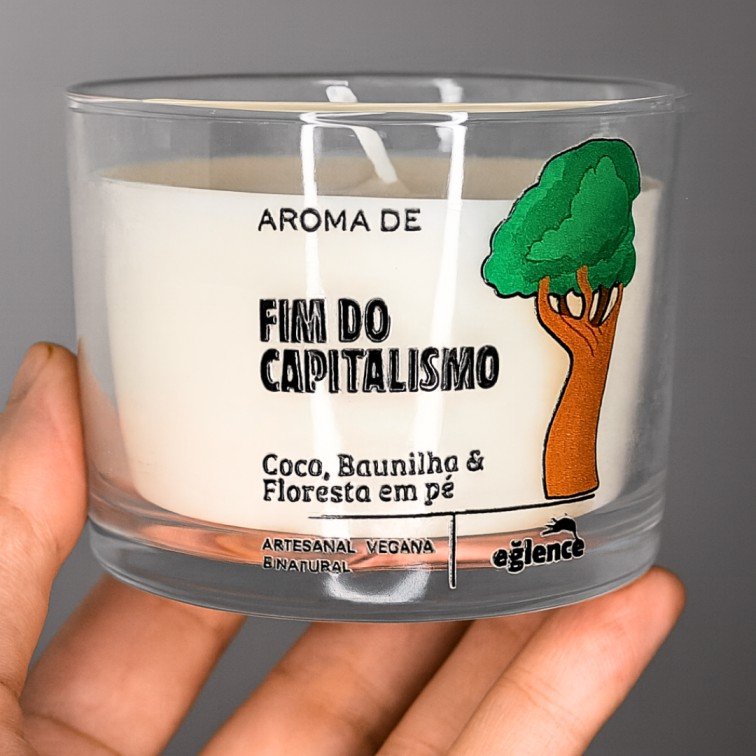 AROMA DE
FIM DO
CAPITALISMO
Coco, Baunilha &
Floresta em pé
ARTESANAL VEGANA
E NATURAL
eğlence